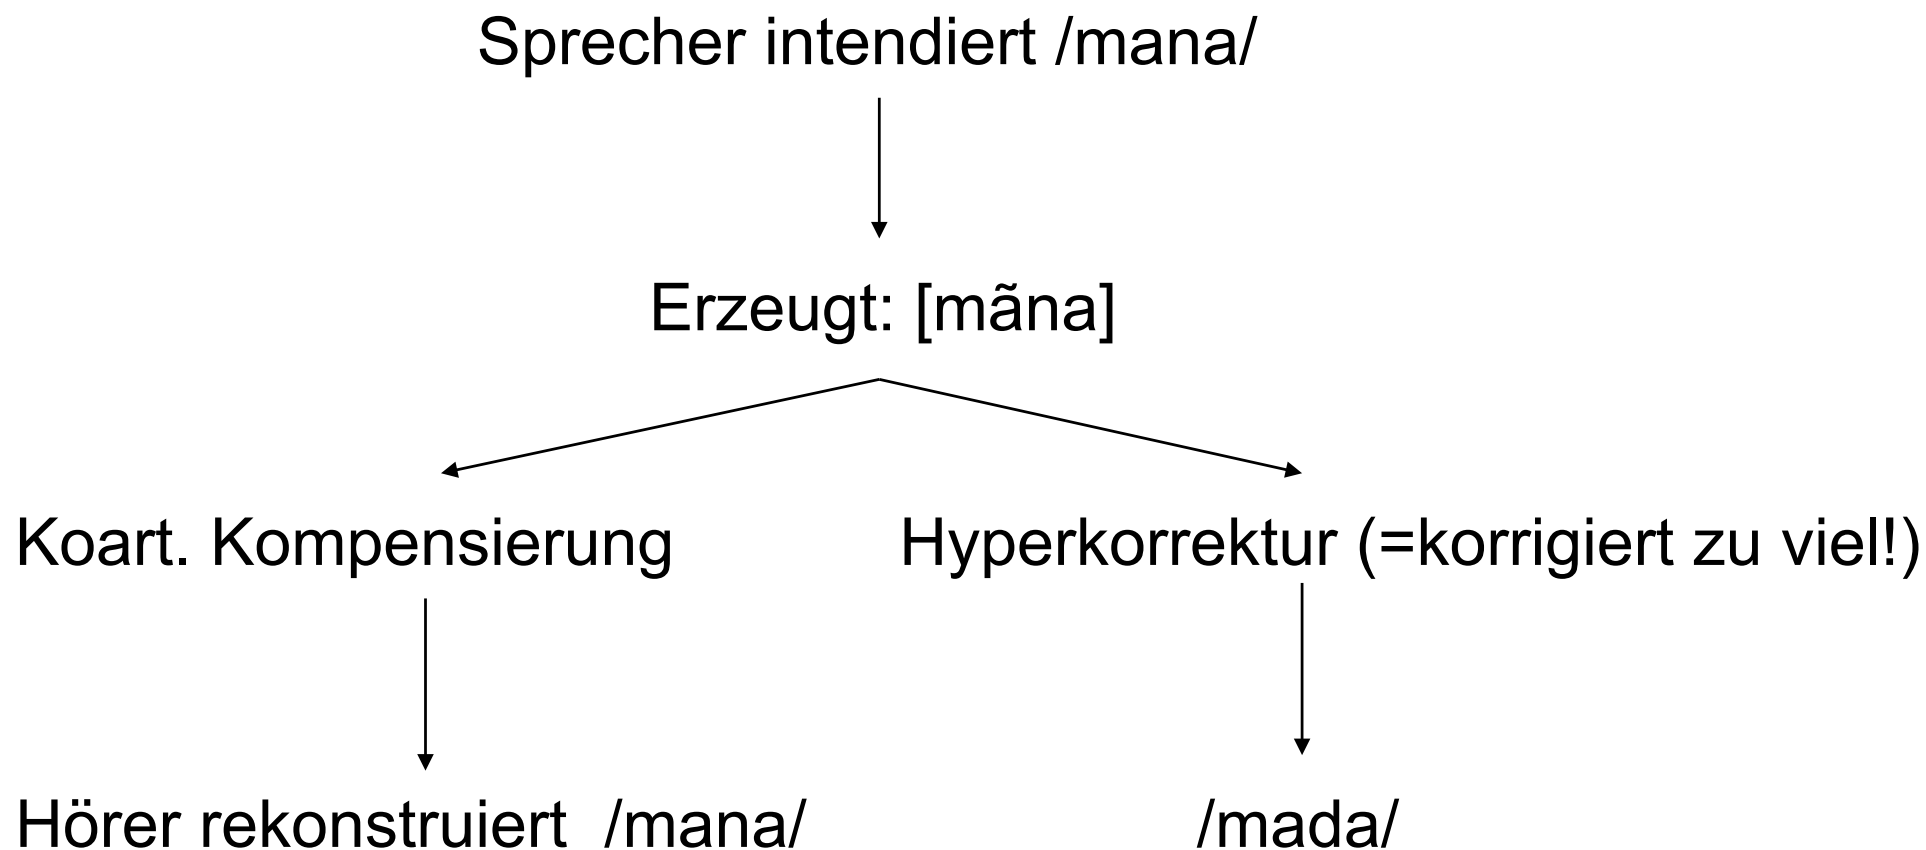 Sprecher intendiert /mana/
Erzeugt: [mãna]
Koart. Kompensierung
Hyperkorrektur (=korrigiert zu viel!)
Hörer rekonstruiert /mana/
/mada/